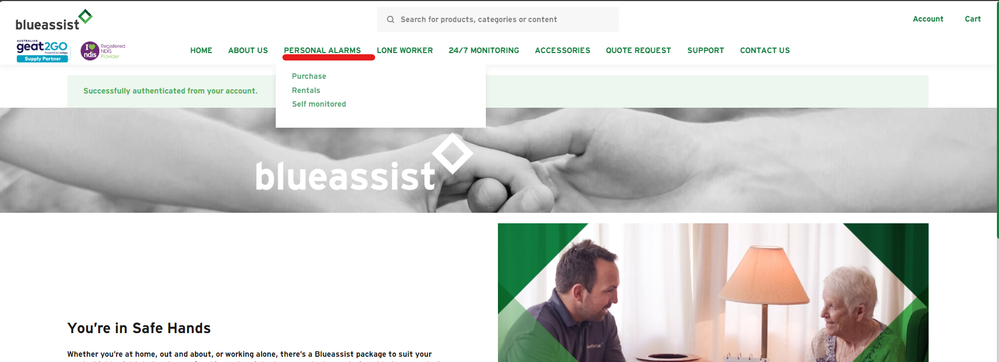 blueassist
Search for products, categories or content
Account
Cart
AUSTRALIAN
geat2GO
Powered by indigo
Supply Partner
I
ndis
Registered
NDIS
Provider
HOME
ABOUT US
PERSONAL ALARMS
LONE WORKER
24/7 MONITORING
ACCESSORIES
QUOTE REQUEST
SUPPORT
CONTACT US
Purchase
Rentals
Self monitored
Successfully authenticated from your account.
blueassist
You're in Safe Hands
Whether you're at home, out and about, or working alone, there's a Blueassist package to suit your